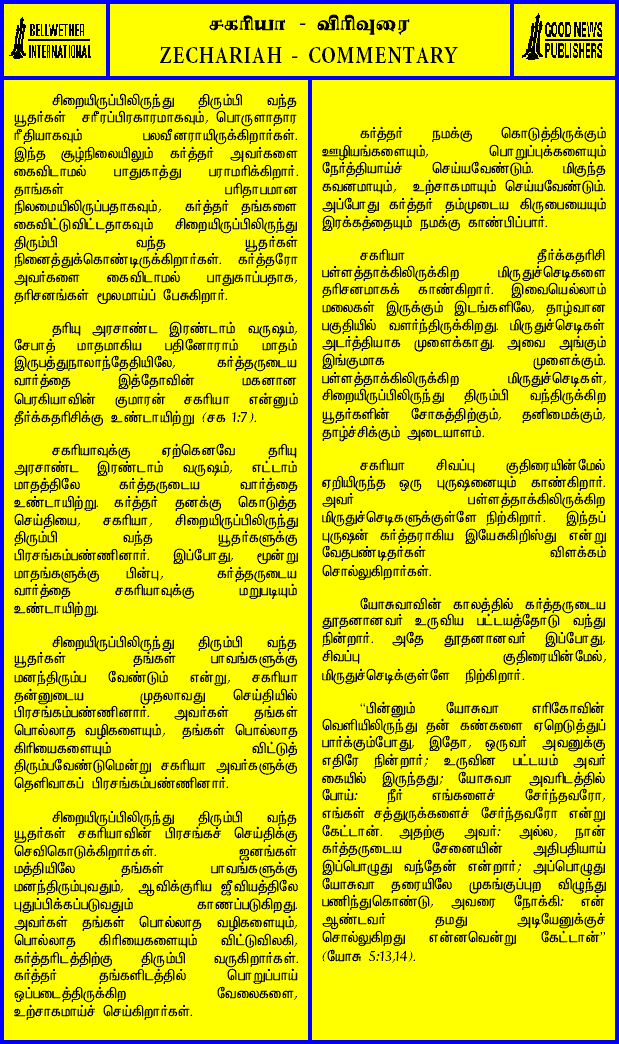 BELLWETHER
INTERNATIONAL
சகரியா - விரிவுரை
ZECHARIAH - COMMENTARY
GOOD NEWS
PUBLISHERS
சிறையிருப்பிலிருந்து திரும்பி வந்த
யூதர்கள் சரீரப்பிரகாரமாகவும், பொருளாதார
ரீதியாகவும் பலவீனராயிருக்கிறார்கள்.
இந்த சூழ்நிலையிலும் கர்த்தர் அவர்களை
கைவிடாமல் பாதுகாத்து பராமரிக்கிறார்.
தாங்கள் பரிதாபமான
நிலமையிலிருப்பதாகவும், கர்த்தர் தங்களை
கைவிட்டுவிட்டதாகவும் சிறையிருப்பிலிருந்து
திரும்பி வந்த யூதர்கள்
நினைத்துக்கொண்டிருக்கிறார்கள். கர்த்தரோ
அவர்களை கைவிடாமல் பாதுகாப்பதாக,
தரிசனங்கள் மூலமாய்ப் பேசுகிறார்.
தரியு அரசாண்ட இரண்டாம் வருஷம்,
சேபாத் மாதமாகிய பதினோராம் மாதம்
இருபத்துநாலாந்தேதியிலே, கர்த்தருடைய
வார்த்தை இத்தோவின் மகனான
பெரகியாவின் குமாரன் சகரியா என்னும்
தீர்க்கதரிசிக்கு உண்டாயிற்று (சக 1:7).
சகரியாவுக்கு ஏற்கெனவே தரியு
அரசாண்ட இரண்டாம் வருஷம், எட்டாம்
மாதத்திலே கர்த்தருடைய வார்த்தை
உண்டாயிற்று. கர்த்தர் தனக்கு கொடுத்த
செய்தியை, சகரியா, சிறையிருப்பிலிருந்து
திரும்பி வந்த யூதர்களுக்கு
பிரசங்கம்பண்ணினார். இப்போது, மூன்று
மாதங்களுக்கு பின்பு, கர்த்தருடைய
வார்த்தை சகரியாவுக்கு மறுபடியும்
உண்டாயிற்று.
சிறையிருப்பிலிருந்து திரும்பி வந்த
யூதர்கள் தங்கள் பாவங்களுக்கு
மனந்திரும்ப வேண்டும் என்று, சகரியா
தன்னுடைய முதலாவது செய்தியில்
பிரசங்கம்பண்ணினார். அவர்கள் தங்கள்
பொல்லாத வழிகளையும், தங்கள் பொல்லாத
கிரியைகளையும் விட்டுத்
திரும்பவேண்டுமென்று சகரியா அவர்களுக்கு
தெளிவாகப் பிரசங்கம்பண்ணினார்.
சிறையிருப்பிலிருந்து திரும்பி வந்த
யூதர்கள் சகரியாவின் பிரசங்கச் செய்திக்கு
செவிகொடுக்கிறார்கள். ஜனங்கள்
மத்தியிலே தங்கள் பாவங்களுக்கு
மனந்திரும்புவதும், ஆவிக்குரிய ஜீவியத்திலே
புதுப்பிக்கப்படுவதும் காணப்படுகிறது.
அவர்கள் தங்கள் பொல்லாத வழிகளையும்,
பொல்லாத கிரியைகளையும் விட்டுவிலகி,
கர்த்தரிடத்திற்கு திரும்பி வருகிறார்கள்.
கர்த்தர் தங்களிடத்தில் பொறுப்பாய்
ஒப்படைத்திருக்கிற வேலைகளை,
உற்சாகமாய்ச் செய்கிறார்கள்.
கர்த்தர் நமக்கு கொடுத்திருக்கும்
ஊழியங்களையும், பொறுப்புக்களையும்
நேர்த்தியாய்ச் செய்யவேண்டும். மிகுந்த
கவனமாயும், உற்சாகமாயும் செய்யவேண்டும்.
அப்போது கர்த்தர் தம்முடைய கிருபையையும்
இரக்கத்தையும் நமக்கு காண்பிப்பார்.
சகரியா தீர்க்கதரிசி
பள்ளத்தாக்கிலிருக்கிற மிருதுச்செடிகளை
தரிசனமாகக் காண்கிறார். இவையெல்லாம்
மலைகள் இருக்கும் இடங்களிலே, தாழ்வான
பகுதியில் வளர்ந்திருக்கிறது. மிருதுச்செடிகள்
அடர்த்தியாக முளைக்காது. அவை அங்கும்
இங்குமாக முளைக்கும்.
பள்ளத்தாக்கிலிருக்கிற மிருதுச்செடிகள்,
சிறையிருப்பிலிருந்து திரும்பி வந்திருக்கிற
யூதர்களின் சோகத்திற்கும், தனிமைக்கும்,
தாழ்ச்சிக்கும் அடையாளம்.
சகரியா சிவப்பு குதிரையின்மேல்
ஏறியிருந்த ஒரு புருஷனையும் காண்கிறார்.
அவர் பள்ளத்தாக்கிலிருக்கிற
மிருதுச்செடிகளுக்குள்ளே நிற்கிறார். இந்தப்
புருஷன் கர்த்தராகிய இயேசுகிறிஸ்து என்று
வேதபண்டிதர்கள் விளக்கம்
சொல்லுகிறார்கள்.
யோசுவாவின் காலத்தில் கர்த்தருடைய
தூதனானவர் உருவிய பட்டயத்தோடு வந்து
நின்றார். அதே தூதனானவர் இப்போது,
சிவப்பு குதிரையின்மேல்,
மிருதுச்செடிக்குள்ளே நிற்கிறார்.
“பின்னும் யோசுவா எரிகோவின்
வெளியிலிருந்து தன் கண்களை ஏறெடுத்துப்
பார்க்கும்போது, இதோ, ஒருவர் அவனுக்கு
எதிரே நின்றார்; உருவின பட்டயம் அவர்
கையில் இருந்தது; யோசுவா அவரிடத்தில்
போய்: நீர் எங்களைச் சேர்ந்தவரோ,
எங்கள் சத்துருக்களைச் சேர்ந்தவரோ என்று
கேட்டான். அதற்கு அவர்: அல்ல, நான்
கர்த்தருடைய சேனையின் அதிபதியாய்
இப்பொழுது வந்தேன் என்றார்; அப்பொழுது
யோசுவா தரையிலே முகங்குப்புற விழுந்து
பணிந்துகொண்டு, அவரை நோக்கி: என்
ஆண்டவர் தமது அடியேனுக்குச்
சொல்லுகிறது என்னவென்று கேட்டான்”
(யோசு 5:13,14).